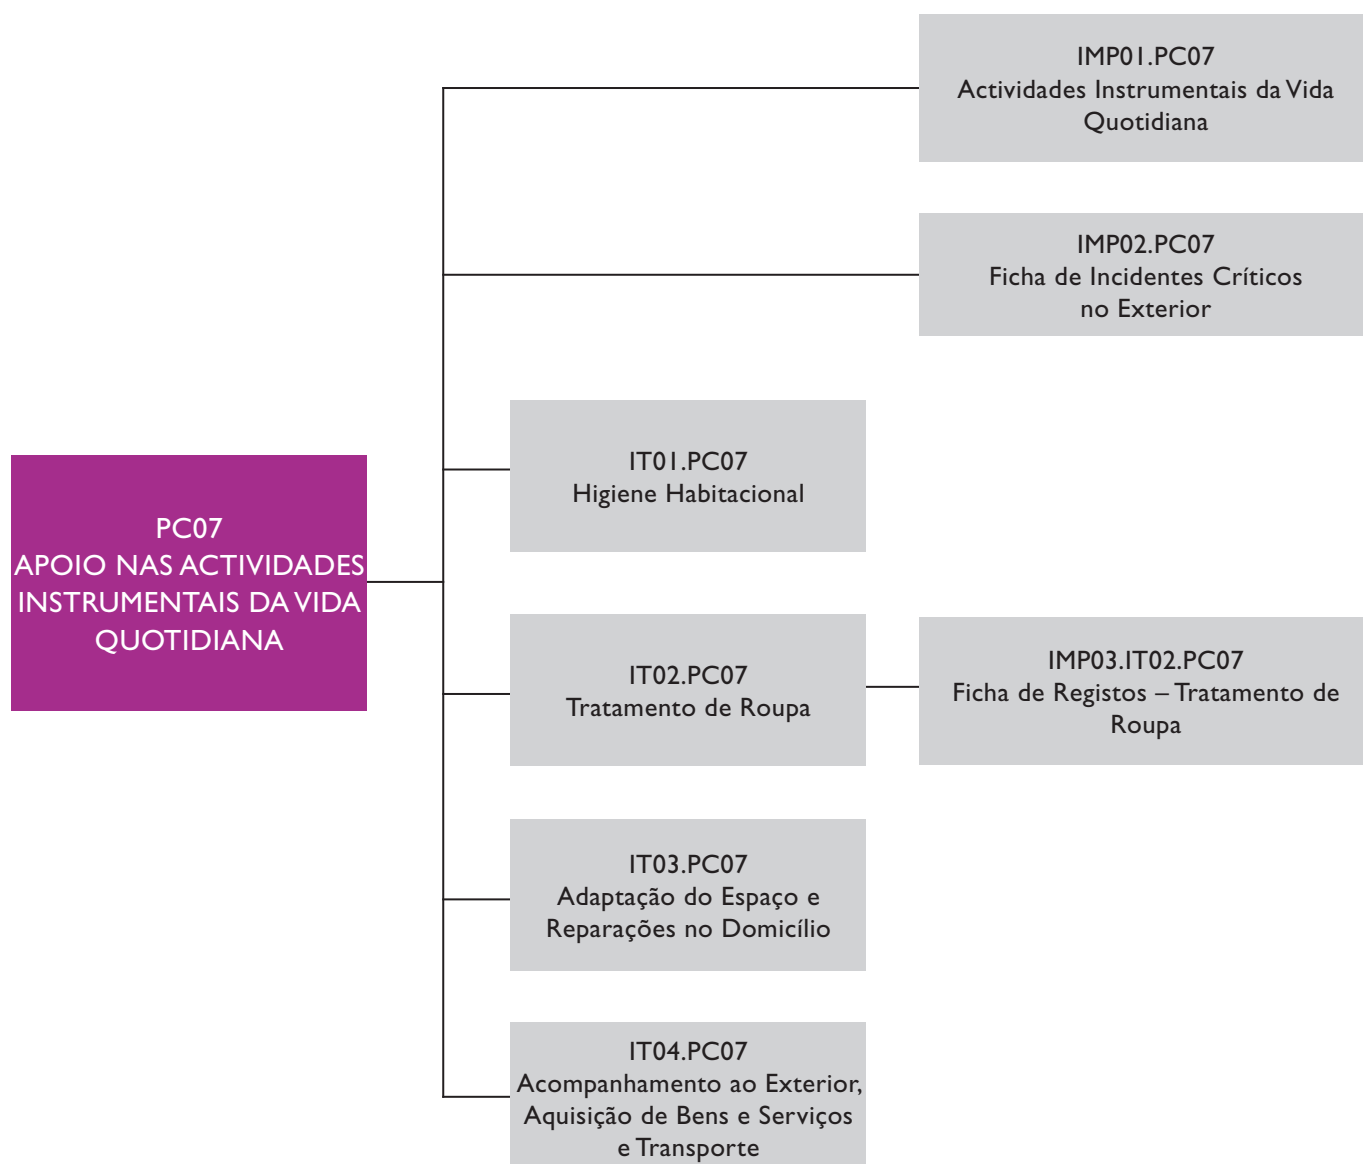 IMP01.PC07
Actividades Instrumentais da Vida
Quotidiana
IMP02.PC07
Ficha de Incidentes Críticos
no Exterior
IT01.PC07
Higiene Habitacional
PC07
APOIO NAS ACTIVIDADES
INSTRUMENTAIS DA VIDA
QUOTIDIANA
IT02.PC07
Tratamento de Roupa
IMP03.IT02.PC07
Ficha de Registos – Tratamento de
Roupa
IT03.PC07
Adaptação do Espaço e
Reparações no Domicílio
IT04.PC07
Acompanhamento ao Exterior,
Aquisição de Bens e Serviços
e Transporte